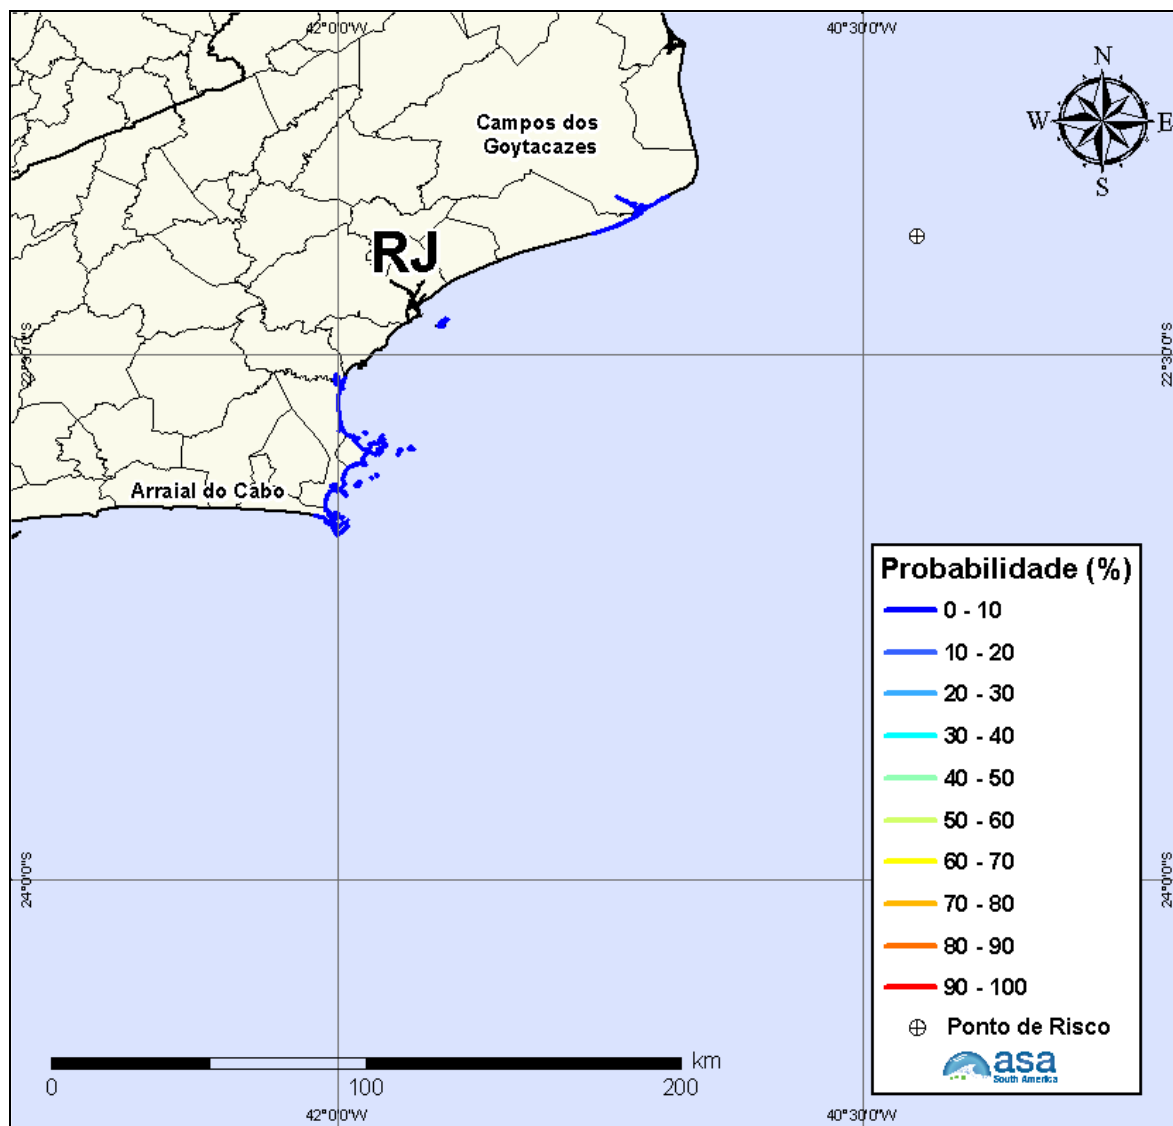 42°0'0"W
40°30'0"W
N
W
E
S
Campos dos
Goytacazes
RJ
22°30'0"S
22°30'0"S
Arraial do Cabo
Probabilidade (%)
0 - 10
10 - 20
20 - 30
30 - 40
40 - 50
50 - 60
60 - 70
70 - 80
80 - 90
90 - 100
Ponto de Risco
asa
South America
24°0'0"S
24°0'0"S
km
0
100
200
42°0'0"W
40°30'0"W